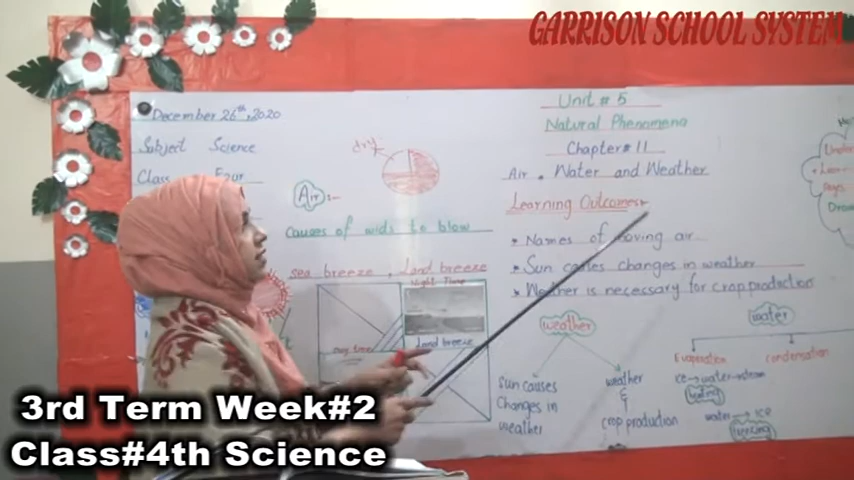 GARRISON SCHOOL SYSTEM
December 26th, 2020
Subject Science
Class Four
dry
Air :-
causes of wids to blow
sea breeze , Land breeze
Night Time
Day time
Land breeze
Unit # 5
Natural Phenomena
Chapter # 11
Air , Water and Weather
Learning Outcomes:-
• Names of moving air
• Sun causes changes in weather
• Weather is necessary for crop production
weather
Sun causes
Changes in
weather
weather
&
crop production
water
Evaporation
condensation
ice → water → steam
water → ICE
3rd Term Week#2
Class#4th Science